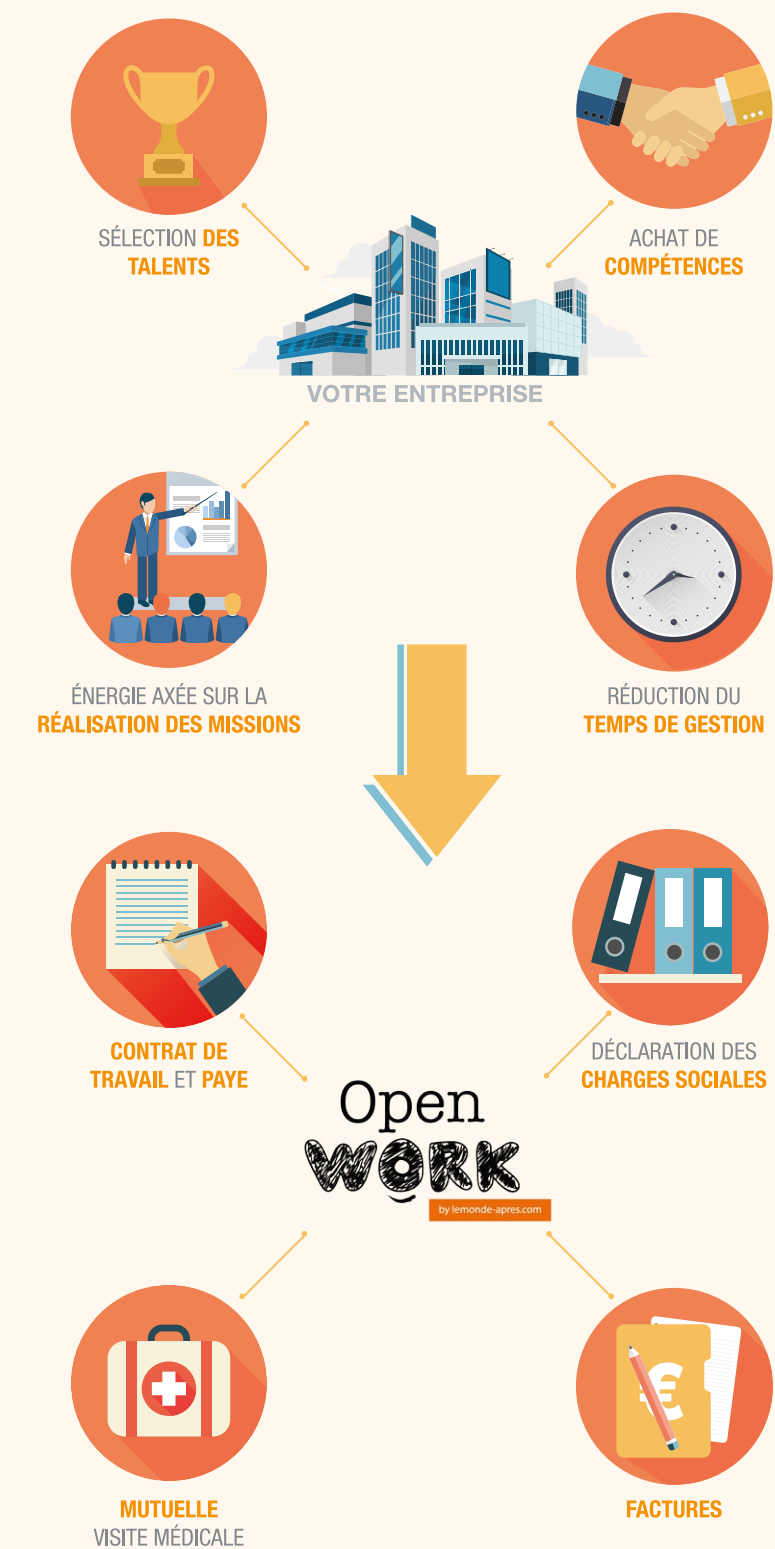 SÉLECTION DES
TALENTS
ACHAT DE
COMPÉTENCES
VOTRE ENTREPRISE
ÉNERGIE AXÉE SUR LA
RÉALISATION DES MISSIONS
RÉDUCTION DU
TEMPS DE GESTION
CONTRAT DE
TRAVAIL ET PAYE
DÉCLARATION DES
CHARGES SOCIALES
Open
WORK
by lemonde-apres.com
€
MUTUELLE
VISITE MÉDICALE
FACTURES